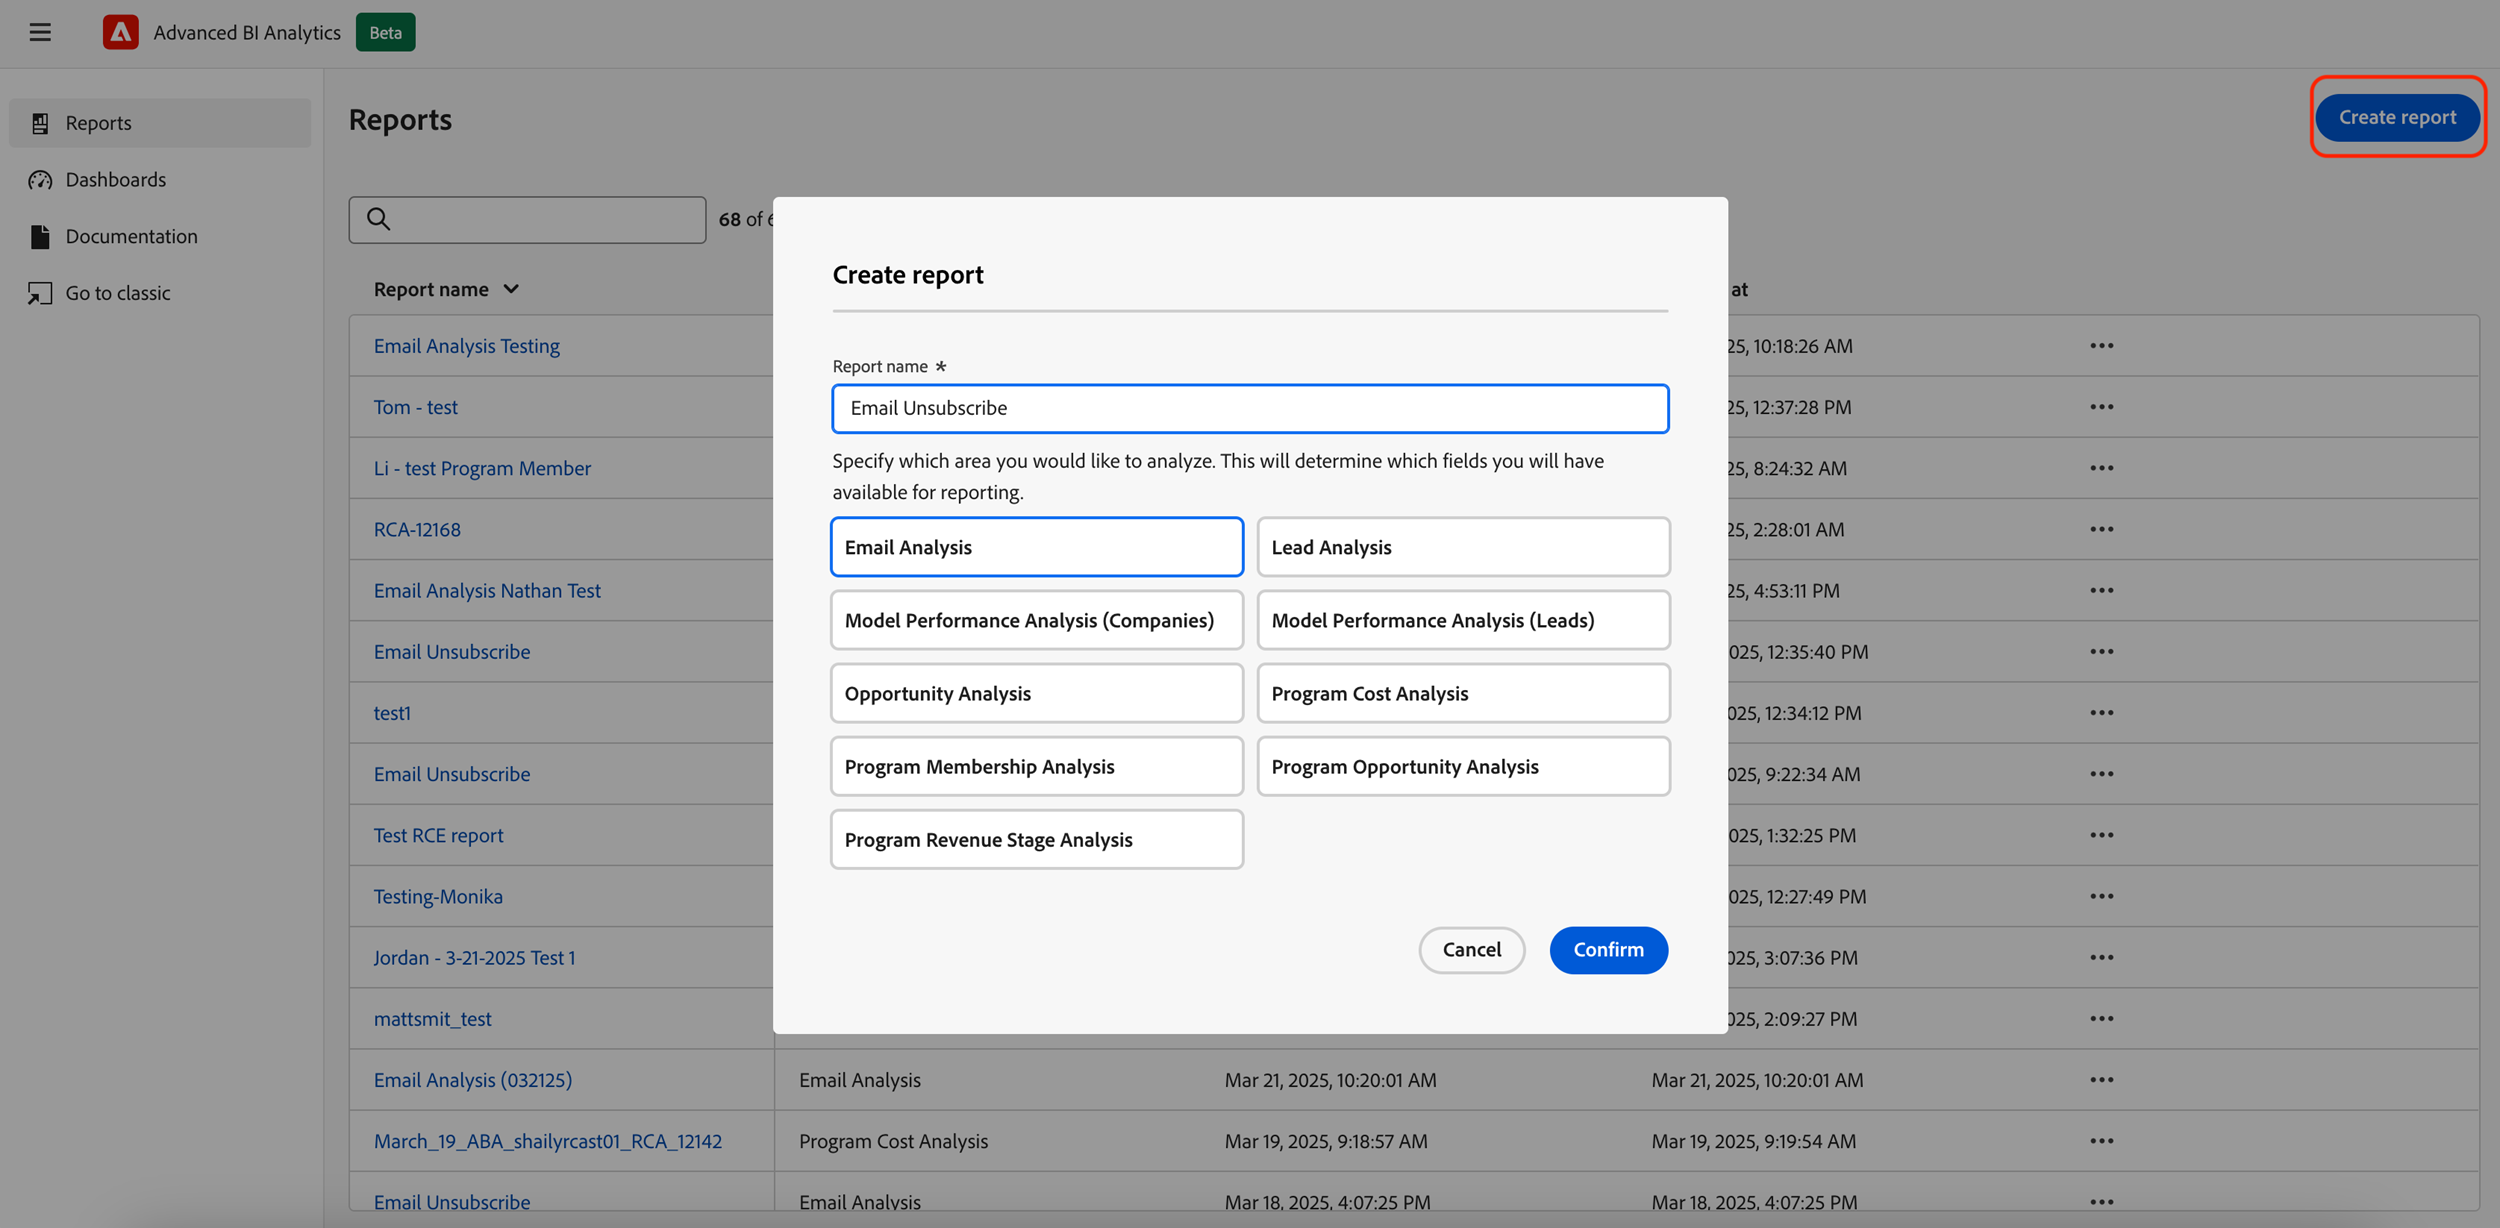 Advanced BI Analytics Beta
Reports
Dashboards
Documentation
Go to classic
Reports
Create report
68 of
Report name
at
Email Analysis Testing
25, 10:18:26 AM
Tom - test
25, 12:37:28 PM
Li - test Program Member
25, 8:24:32 AM
RCA-12168
25, 2:28:01 AM
Email Analysis Nathan Test
25, 4:53:11 PM
Email Unsubscribe
025, 12:35:40 PM
test1
025, 12:34:12 PM
Email Unsubscribe
025, 9:22:34 AM
Test RCE report
025, 1:32:25 PM
Testing-Monika
025, 12:27:49 PM
Jordan - 3-21-2025 Test 1
025, 3:07:36 PM
mattsmit_test
025, 2:09:27 PM
Email Analysis (032125) Email Analysis Mar 21, 2025, 10:20:01 AM Mar 21, 2025, 10:20:01 AM
March_19_ABA_shailyrcast01_RCA_12142 Program Cost Analysis Mar 19, 2025, 9:18:57 AM Mar 19, 2025, 9:19:54 AM
Email Unsubscribe Email Analysis Mar 18, 2025, 4:07:25 PM Mar 18, 2025, 4:07:25 PM
Create report
Report name *
Email Unsubscribe
Specify which area you would like to analyze. This will determine which fields you will have
available for reporting.
Email Analysis
Lead Analysis
Model Performance Analysis (Companies)
Model Performance Analysis (Leads)
Opportunity Analysis
Program Cost Analysis
Program Membership Analysis
Program Opportunity Analysis
Program Revenue Stage Analysis
Cancel
Confirm